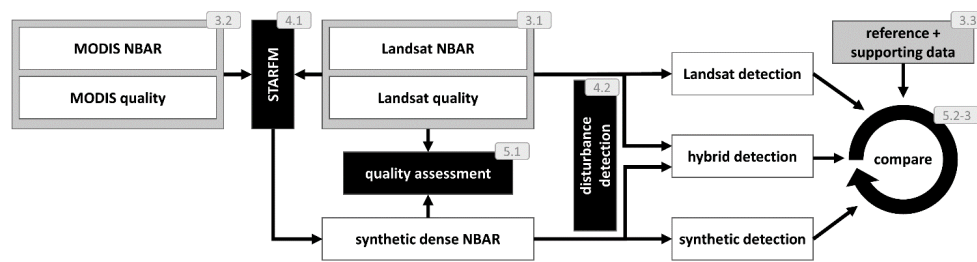 3.2
MODIS NBAR
MODIS quality
4.1
STARFM
3.1
Landsat NBAR
Landsat quality
5.1
quality assessment
synthetic dense NBAR
4.2
disturbance
detection
Landsat detection
hybrid detection
synthetic detection
3.3
reference +
supporting data
5.2-3
compare